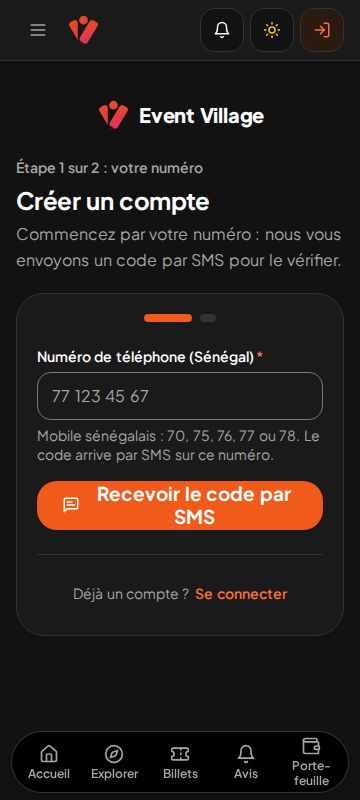 Event Village
Étape 1 sur 2 : votre numéro
Créer un compte
Commencez par votre numéro : nous vous
envoyons un code par SMS pour le vérifier.
Numéro de téléphone (Sénégal) *
77 123 45 67
Mobile sénégalais : 70, 75, 76, 77 ou 78. Le
code arrive par SMS sur ce numéro.
Recevoir le code par
SMS
Déjà un compte ? Se connecter
Accueil
Explorer
Billets
Avis
Porte-
feuille